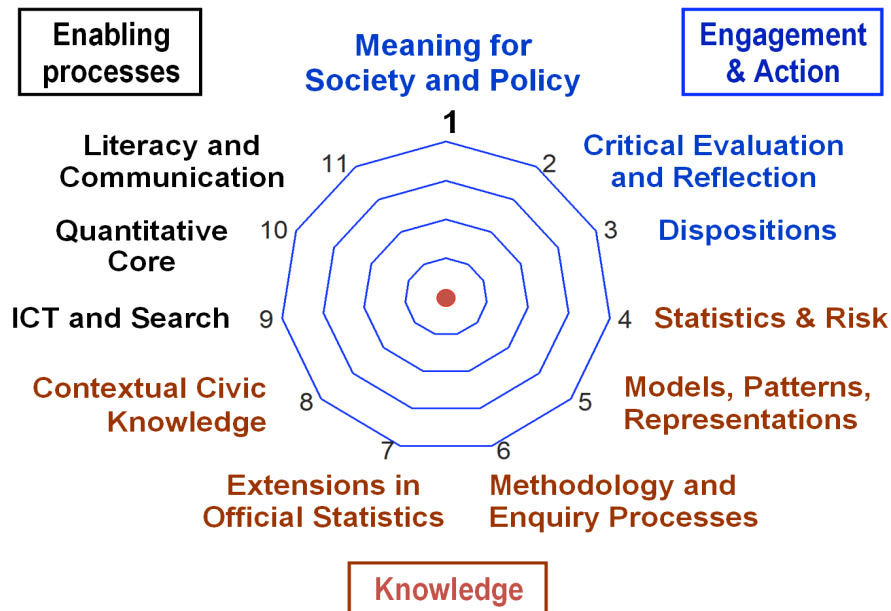 Enabling
processes
Meaning for
Society and Policy
Engagement
& Action
1
Literacy and
Communication
11
2
Critical Evaluation
and Reflection
Quantitative
Core
10
3
Dispositions
ICT and Search
9
4
Statistics & Risk
Contextual Civic
Knowledge
8
5
Models, Patterns,
Representations
7
6
Extensions in
Official Statistics
Methodology and
Enquiry Processes
Knowledge